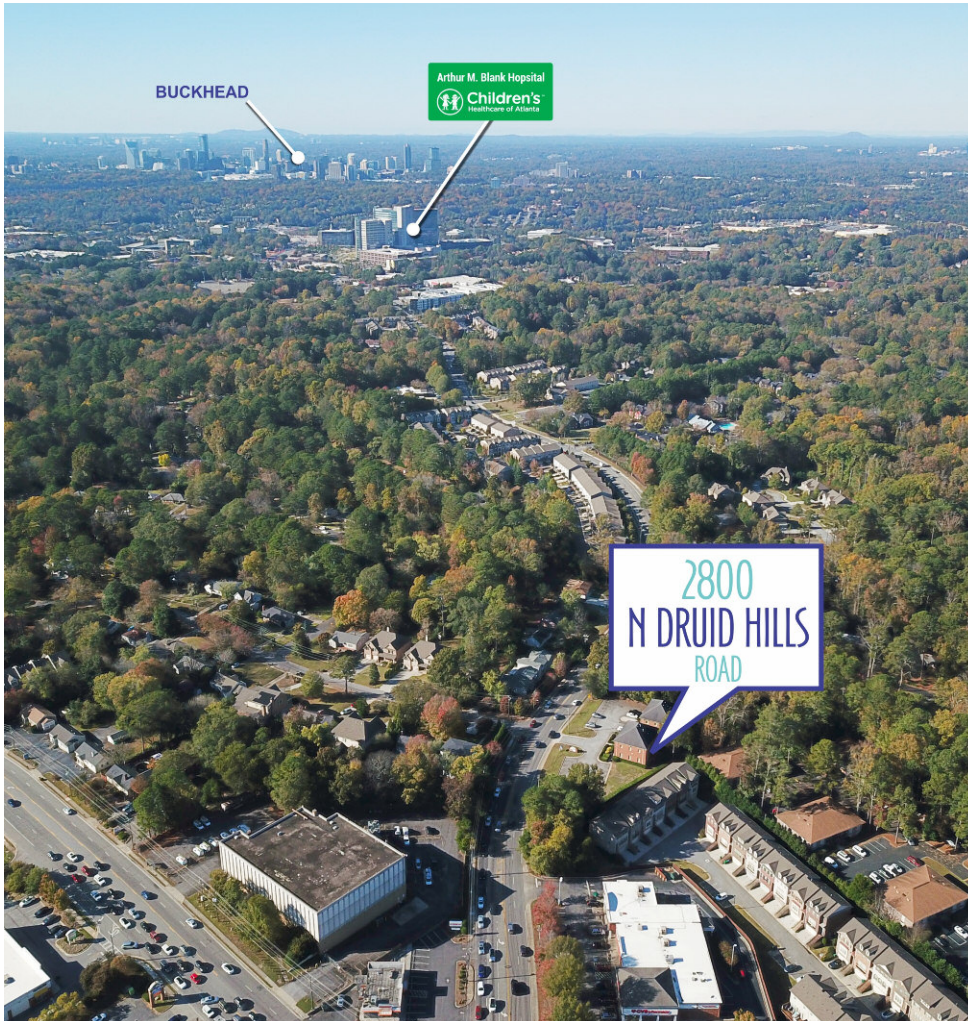 BUCKHEAD
Arthur M. Blank Hopsital
Children's
Healthcare of Atlanta
2800
N DRUID HILLS
ROAD